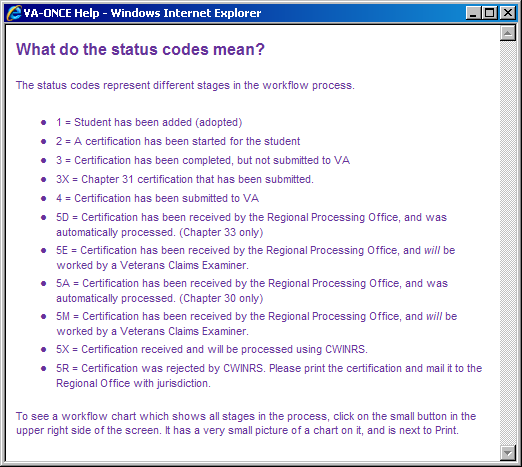 VA-ONCE Help - Windows Internet Explorer
What do the status codes mean?
The status codes represent different stages in the workflow process.
1 = Student has been added (adopted)
2 = A certification has been started for the student
3 = Certification has been completed, but not submitted to VA
3X = Chapter 31 certification that has been submitted.
4 = Certification has been submitted to VA
5D = Certification has been received by the Regional Processing Office, and was
automatically processed. (Chapter 33 only)
5E = Certification has been received by the Regional Processing Office, and will be
worked by a Veterans Claims Examiner.
5A = Certification has been received by the Regional Processing Office, and was
automatically processed. (Chapter 30 only)
5M = Certification has been received by the Regional Processing Office, and will be
worked by a Veterans Claims Examiner.
5X = Certification received and will be processed using CWINRS.
5R = Certification was rejected by CWINRS. Please print the certification and mail it to the
Regional Office with jurisdiction.
To see a workflow chart which shows all stages in the process, click on the small button in the
upper right side of the screen. It has a very small picture of a chart on it, and is next to Print.